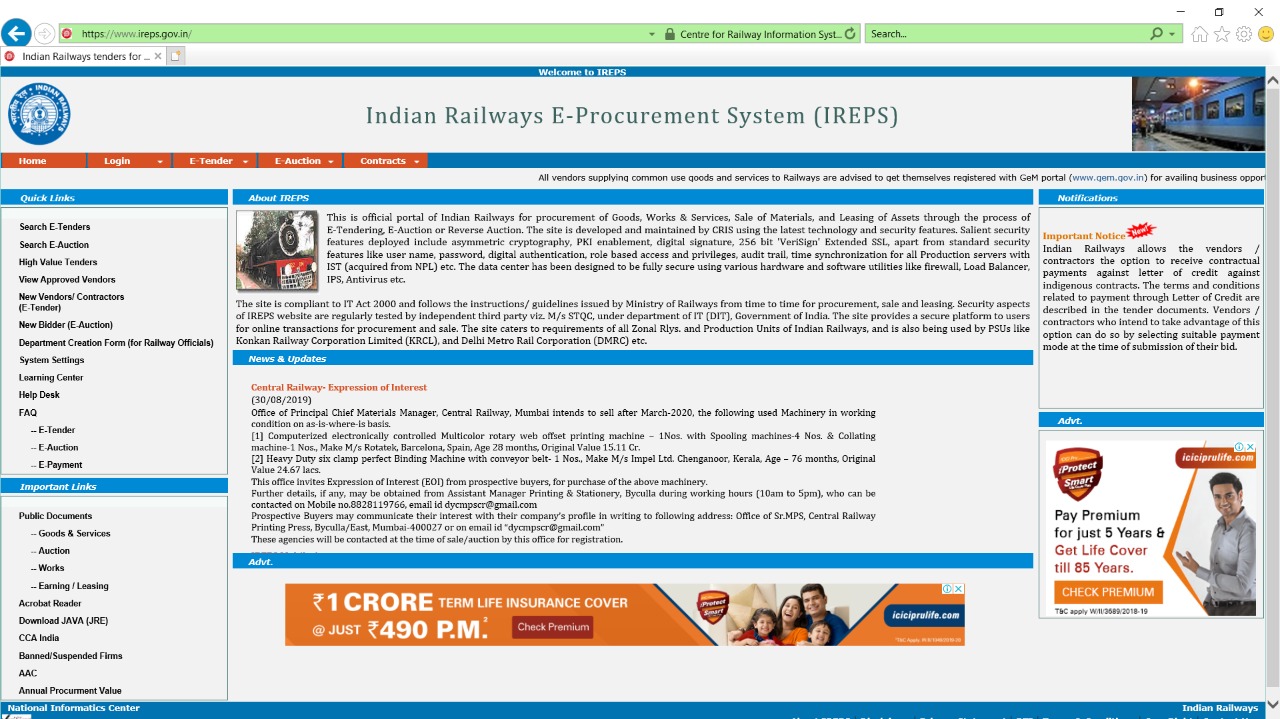 https://www.ireps.gov.in/
Centre for Railway Information Syst...
Search...
Indian Railways tenders for ...
Welcome to IREPS
Indian Railways E-Procurement System (IREPS)
Home
Login
E-Tender
E-Auction
Contracts
All vendors supplying common use goods and services to Railways are advised to get themselves registered with GeM portal (www.gem.gov.in) for availing business opport
Quick Links
Search E-Tenders
Search E-Auction
High Value Tenders
View Approved Vendors
New Vendors/ Contractors
(E-Tender)
New Bidder (E-Auction)
Department Creation Form (for Railway Officials)
System Settings
Learning Center
Help Desk
FAQ
-- E-Tender
-- E-Auction
-- E-Payment
Important Links
Public Documents
-- Goods & Services
-- Auction
-- Works
-- Earning / Leasing
Acrobat Reader
Download JAVA (JRE)
CCA India
Banned/Suspended Firms
AAC
Annual Procurment Value
About IREPS
This is official portal of Indian Railways for procurement of Goods, Works & Services, Sale of Materials, and Leasing of Assets through the process of
E-Tendering, E-Auction or Reverse Auction. The site is developed and maintained by CRIS using the latest technology and security features. Salient security
features deployed include asymmetric cryptography, PKI enablement, digital signature, 256 bit 'VeriSign' Extended SSL, apart from standard security
features like user name, password, digital authentication, role based access and privileges, audit trail, time synchronization for all Production servers with
IST (acquired from NPL) etc. The data center has been designed to be fully secure using various hardware and software utilities like firewall, Load Balancer,
IPS, Antivirus etc.
The site is compliant to IT Act 2000 and follows the instructions/ guidelines issued by Ministry of Railways from time to time for procurement, sale and leasing. Security aspects
of IREPS website are regularly tested by independent third party viz. M/s STQC, under department of IT (DIT), Government of India. The site provides a secure platform to users
for online transactions for procurement and sale. The site caters to requirements of all Zonal Rlys. and Production Units of Indian Railways, and is also being used by PSUs like
Konkan Railway Corporation Limited (KRCL), and Delhi Metro Rail Corporation (DMRC) etc.
News & Updates
Central Railway- Expression of Interest
(30/08/2019)
Office of Principal Chief Materials Manager, Central Railway, Mumbai intends to sell after March-2020, the following used Machinery in working
condition on as-is-where-is basis.
[1] Computerized electronically controlled Multicolor rotary web offset printing machine – 1Nos. with Spooling machines-4 Nos. & Collating
machine-1 Nos., Make M/s Rotatek, Barcelona, Spain, Age 28 months, Original Value 15.11 Cr.
[2] Heavy Duty six clamp perfect Binding Machine with conveyor belt- 1 Nos., Make M/s Impel Ltd. Chenganoor, Kerala, Age – 76 months, Original
Value 24.67 lacs.
This office invites Expression of Interest (EOI) from prospective buyers, for purchase of the above machinery.
Further details, if any, may be obtained from Assistant Manager Printing & Stationery, Byculla during working hours (10am to 5pm), who can be
contacted on Mobile no.8828119766, email id dycmpscr@gmail.com
Prospective Buyers may communicate their interest with their company's profile in writing to following address: Office of Sr.MPS, Central Railway
Printing Press, Byculla/East, Mumbai-400027 or on email id "dycmpscr@gmail.com"
These agencies will be contacted at the time of sale/auction by this office for registration.
Advt.
₹1 CRORE TERM LIFE INSURANCE COVER
@ JUST ₹490 P.M.²
Check Premium
iProtect Smart
iciciprulife.com
Notifications
Important Notice New!
Indian Railways allows the vendors /
contractors the option to receive contractual
payments against letter of credit against
indigenous contracts. The terms and conditions
related to payment through Letter of Credit are
described in the tender documents. Vendors /
contractors who intend to take advantage of this
option can do so by selecting suitable payment
mode at the time of submission of their bid.
Advt.
iciciprulife.com
iProtect
Smart
Pay Premium
for just 5 Years &
Get Life Cover
till 85 Years.
CHECK PREMIUM
T&C apply W/II/3689/2018-19
National Informatics Center
Indian Railways